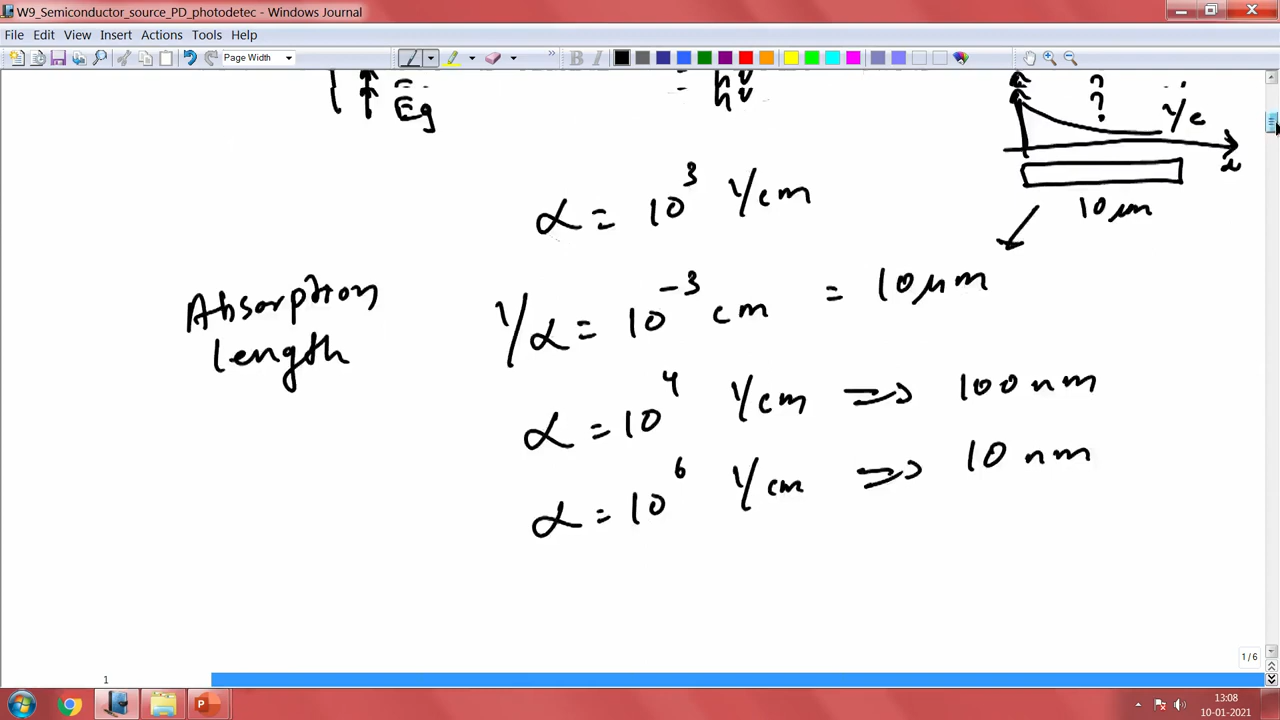 W9_Semiconductor_source_PD_photodetec - Windows Journal
File Edit View Insert Actions Tools Help
Page Width
Eg = hν
hν
? ?
1/e
x
10 μm
α = 10³ 1/cm
Absorption length
1/α = 10⁻³ cm = 10 μm
α = 10⁴ 1/cm ⇒ 100 nm
α = 10⁶ 1/cm ⇒ 10 nm
1/6
1
13:08
10-01-2021